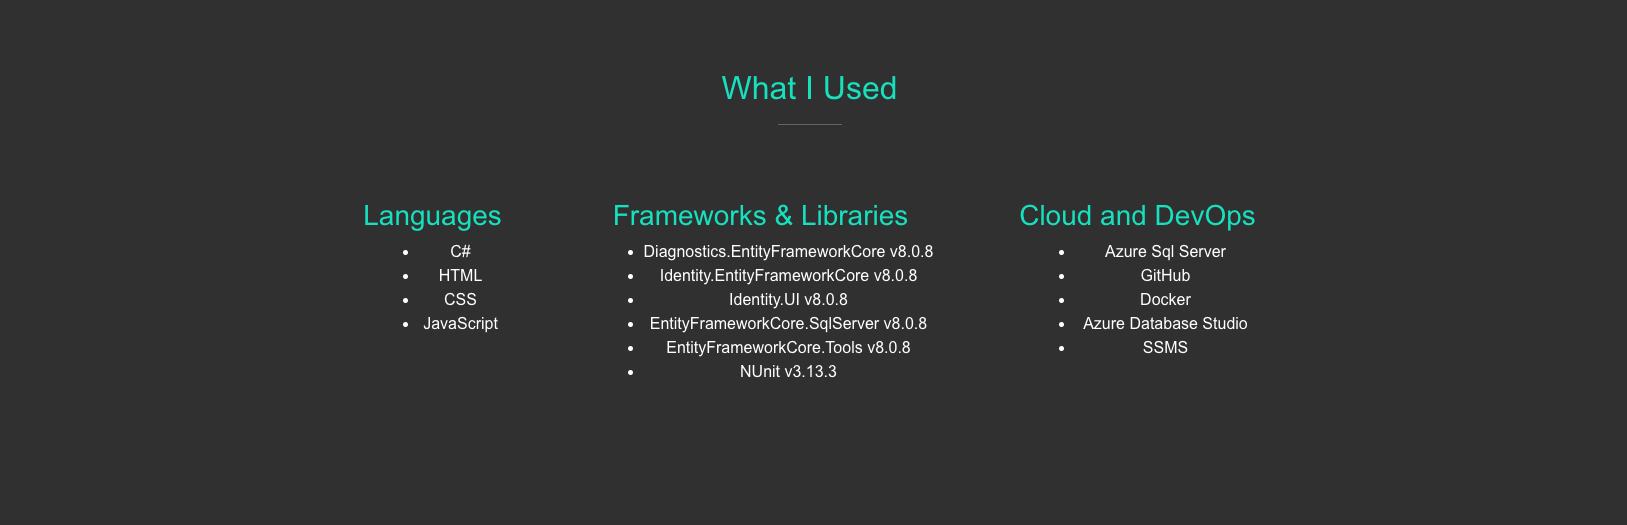 What I Used
Languages
• C#
• HTML
• CSS
• JavaScript
Frameworks & Libraries
• Diagnostics.EntityFrameworkCore v8.0.8
• Identity.EntityFrameworkCore v8.0.8
• Identity.UI v8.0.8
• EntityFrameworkCore.SqlServer v8.0.8
• EntityFrameworkCore.Tools v8.0.8
• NUnit v3.13.3
Cloud and DevOps
• Azure Sql Server
• GitHub
• Docker
• Azure Database Studio
• SSMS